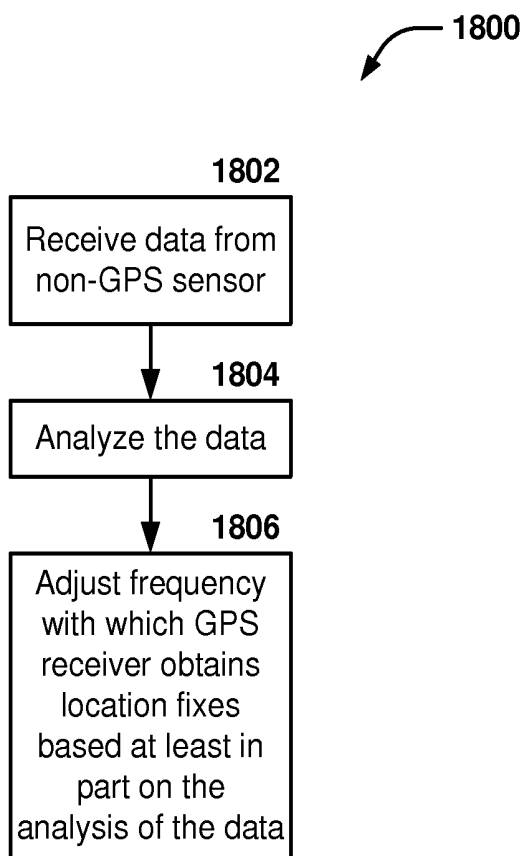 1800
1802
Receive data from
non-GPS sensor
1804
Analyze the data
1806
Adjust frequency
with which GPS
receiver obtains
location fixes
based at least in
part on the
analysis of the data